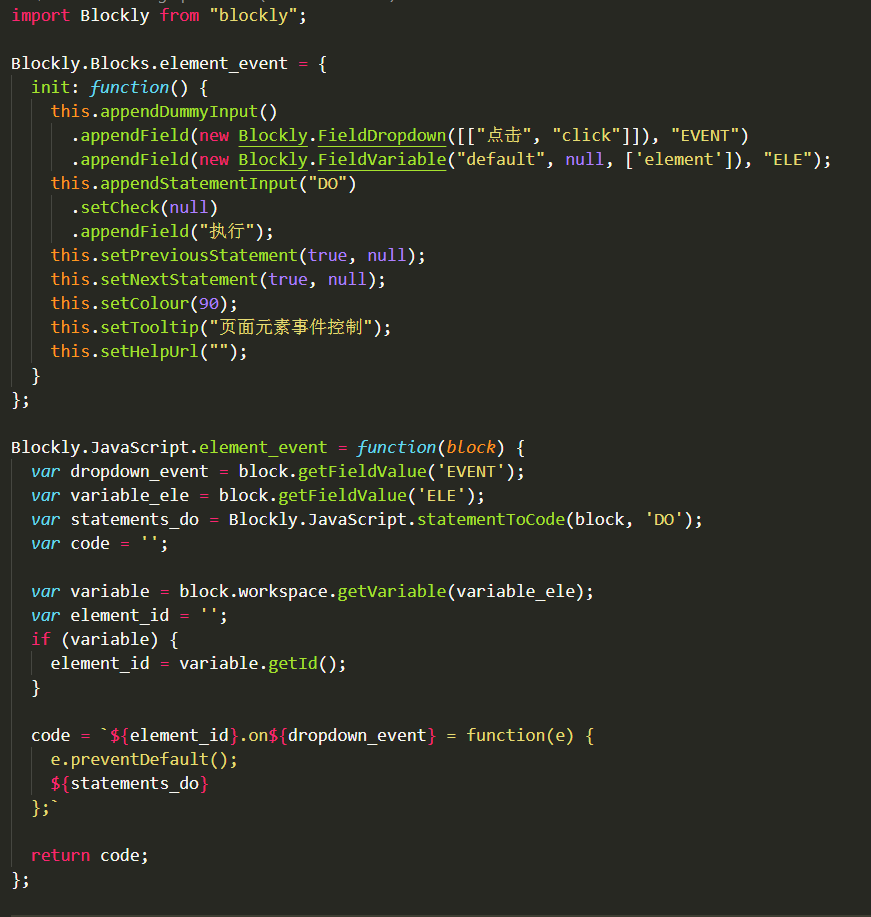 import Blockly from "blockly";
Blockly.Blocks.element_event = {
init: function() {
this.appendDummyInput()
.appendField(new Blockly.FieldDropdown([["点击", "click"]]), "EVENT")
.appendField(new Blockly.FieldVariable("default", null, ['element']), "ELE");
this.appendStatementInput("DO")
.setCheck(null)
.appendField("执行");
this.setPreviousStatement(true, null);
this.setNextStatement(true, null);
this.setColour(90);
this.setTooltip("页面元素事件控制");
this.setHelpUrl("");
}
};
Blockly.JavaScript.element_event = function(block) {
var dropdown_event = block.getFieldValue('EVENT');
var variable_ele = block.getFieldValue('ELE');
var statements_do = Blockly.JavaScript.statementToCode(block, 'DO');
var code = '';
var variable = block.workspace.getVariable(variable_ele);
var element_id = '';
if (variable) {
element_id = variable.getId();
}
code = `${element_id}.on${dropdown_event} = function(e) {
e.preventDefault();
${statements_do}
};`
return code;
};